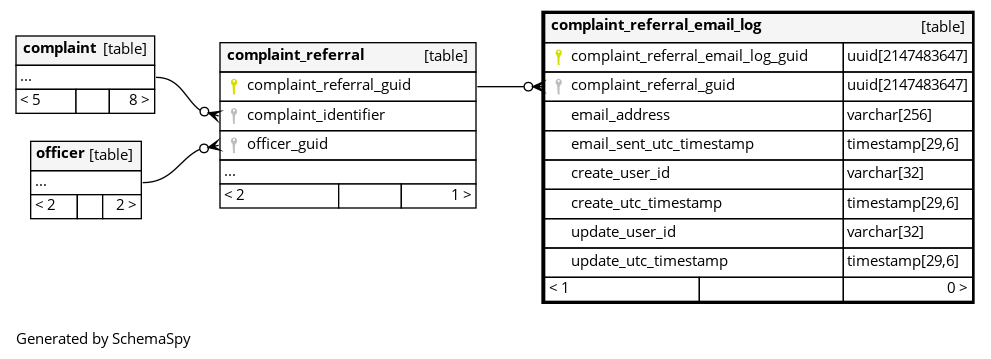 complaint [table]
...
< 5 8 >
officer [table]
...
< 2 2 >
complaint_referral [table]
complaint_referral_guid
complaint_identifier
officer_guid
...
< 2 1 >
complaint_referral_email_log [table]
complaint_referral_email_log_guid uuid[2147483647]
complaint_referral_guid uuid[2147483647]
email_address varchar[256]
email_sent_utc_timestamp timestamp[29,6]
create_user_id varchar[32]
create_utc_timestamp timestamp[29,6]
update_user_id varchar[32]
update_utc_timestamp timestamp[29,6]
< 1 0 >
Generated by SchemaSpy